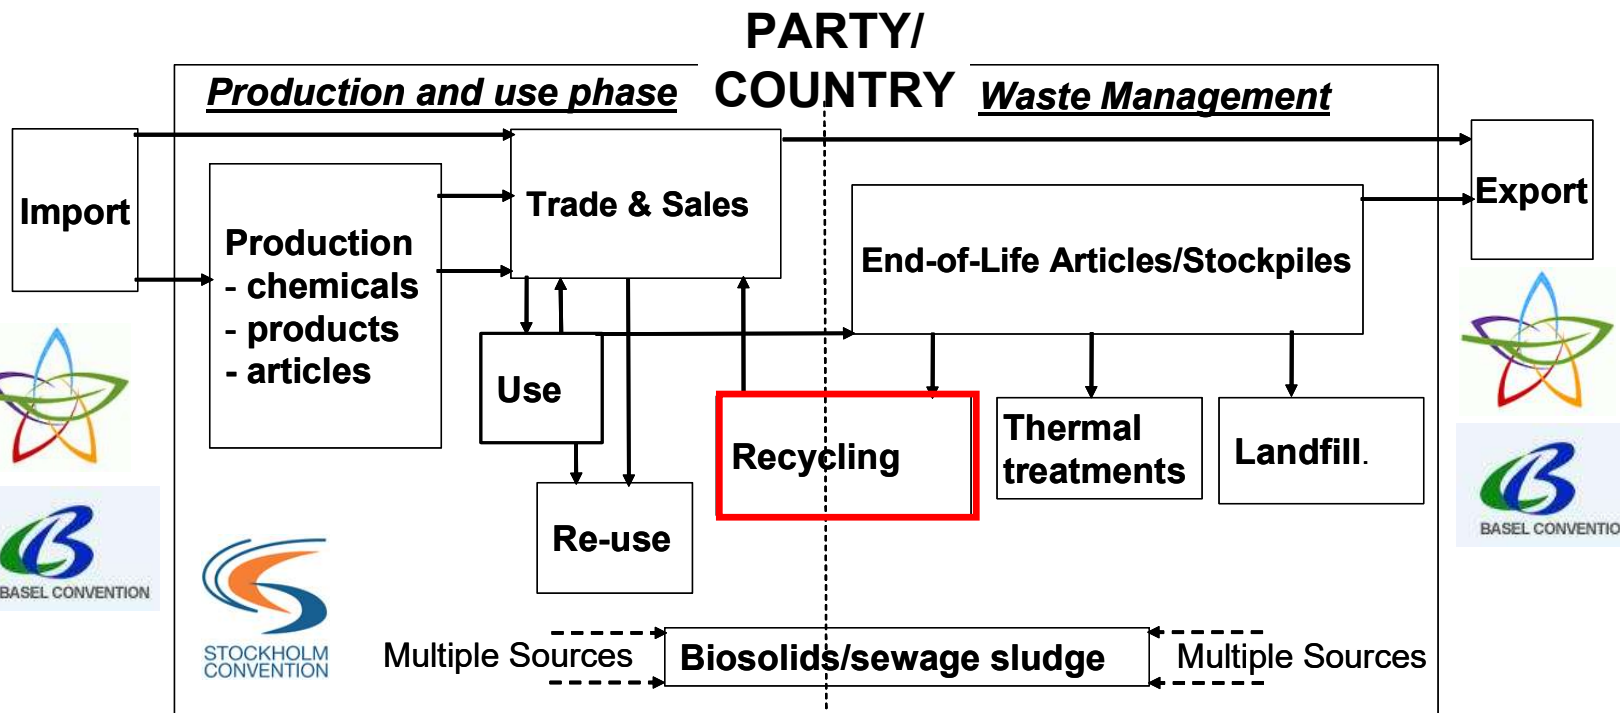 PARTY/
COUNTRY
Production and use phase
Waste Management
Import
Production
- chemicals
- products
- articles
Trade & Sales
End-of-Life Articles/Stockpiles
Export
Use
Recycling
Thermal
treatments
Landfill.
Re-use
BASEL CONVENTION
STOCKHOLM
CONVENTION
BASEL CONVENTIO
Multiple Sources
Biosolids/sewage sludge
Multiple Sources